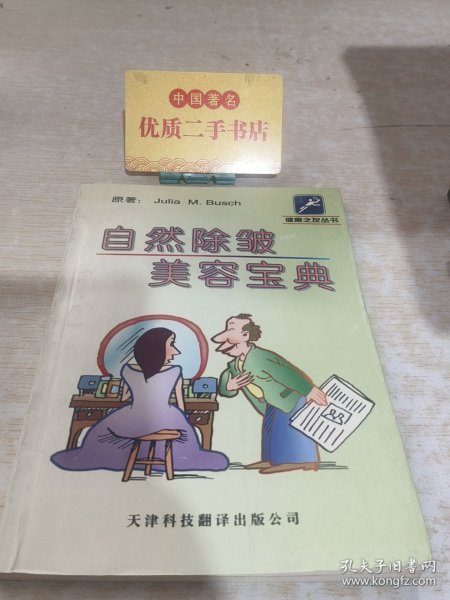 中国著名
优质二手书店
原著: Julia M. Busch
健康之友丛书
自然除皱
美容宝典
天津科技翻译出版公司
孔夫子旧书网
www.kongfz.com